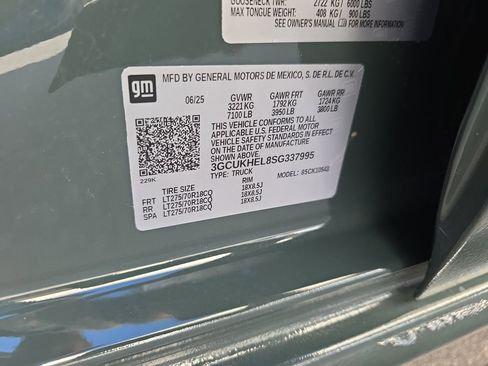 GOOSENECK TWR: 2722 KG/ 6000 LBS
MAX TONGUE WEIGHT: 408 KG/ 900 LBS
SEE OWNER'S MANUAL FOR MORE INFORMATION
gm
MFD BY GENERAL MOTORS DE MEXICO, S. DE R.L. DE C.V.
06/25 GVWR GAWR FRT GAWR RR
3221 KG 1792 KG 1724 KG
7100 LB 3950 LB 3800 LB
THIS VEHICLE CONFORMS TO ALL
APPLICABLE U.S. FEDERAL MOTOR
VEHICLE SAFETY STANDARDS IN
EFFECT ON THE DATE OF MANUFACTURE
SHOWN ABOVE.
3GCUKHEL8SG337995
TYPE: TRUCK MODEL: 85CK10543
229K
TIRE SIZE RIM
FRT LT275/70R18CQ 18X8.5J
RR LT275/70R18CQ 18X8.5J
SPA LT275/70R18CQ 18X8.5J